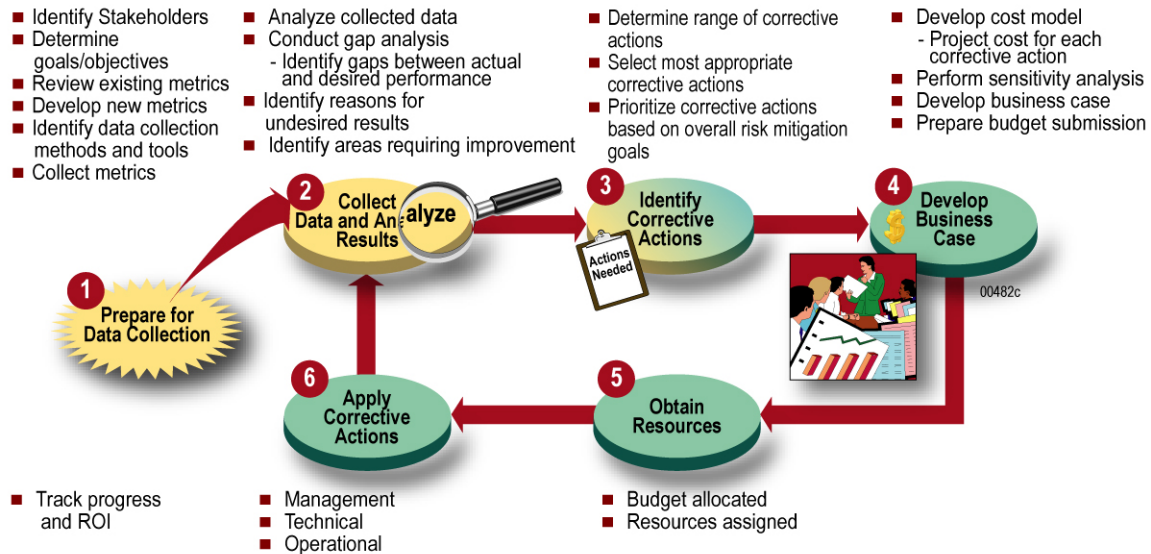 Identify Stakeholders
Determine
goals/objectives
Review existing metrics
Develop new metrics
Identify data collection
methods and tools
Collect metrics
Analyze collected data
Conduct gap analysis
- Identify gaps between actual
and desired performance
Identify reasons for
undesired results
Identify areas requiring improvement
Determine range of corrective
actions
Select most appropriate
corrective actions
Prioritize corrective actions
based on overall risk mitigation
goals
Develop cost model
- Project cost for each
corrective action
Perform sensitivity analysis
Develop business case
Prepare budget submission
1
Prepare for
Data Collection
2
Collect
Data and Analyze
Results
3
Identify
Corrective
Actions
Actions
Needed
4
$
Develop
Business
Case
00482c
5
Obtain
Resources
6
Apply
Corrective
Actions
Track progress
and ROI
Management
Technical
Operational
Budget allocated
Resources assigned